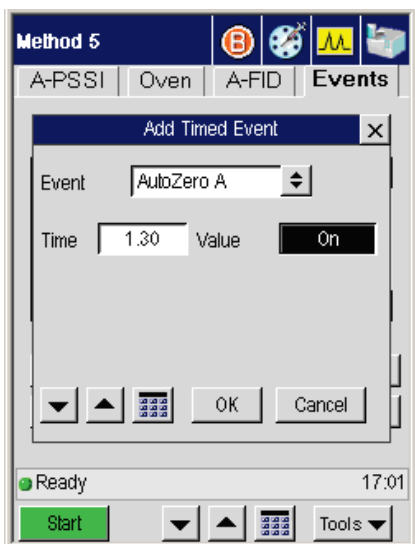 Method 5 B
A-PSSI Oven A-FID Events
Add Timed Event X
Event AutoZero A
Time 1.30 Value On
OK Cancel
Ready 17:01
Start Tools